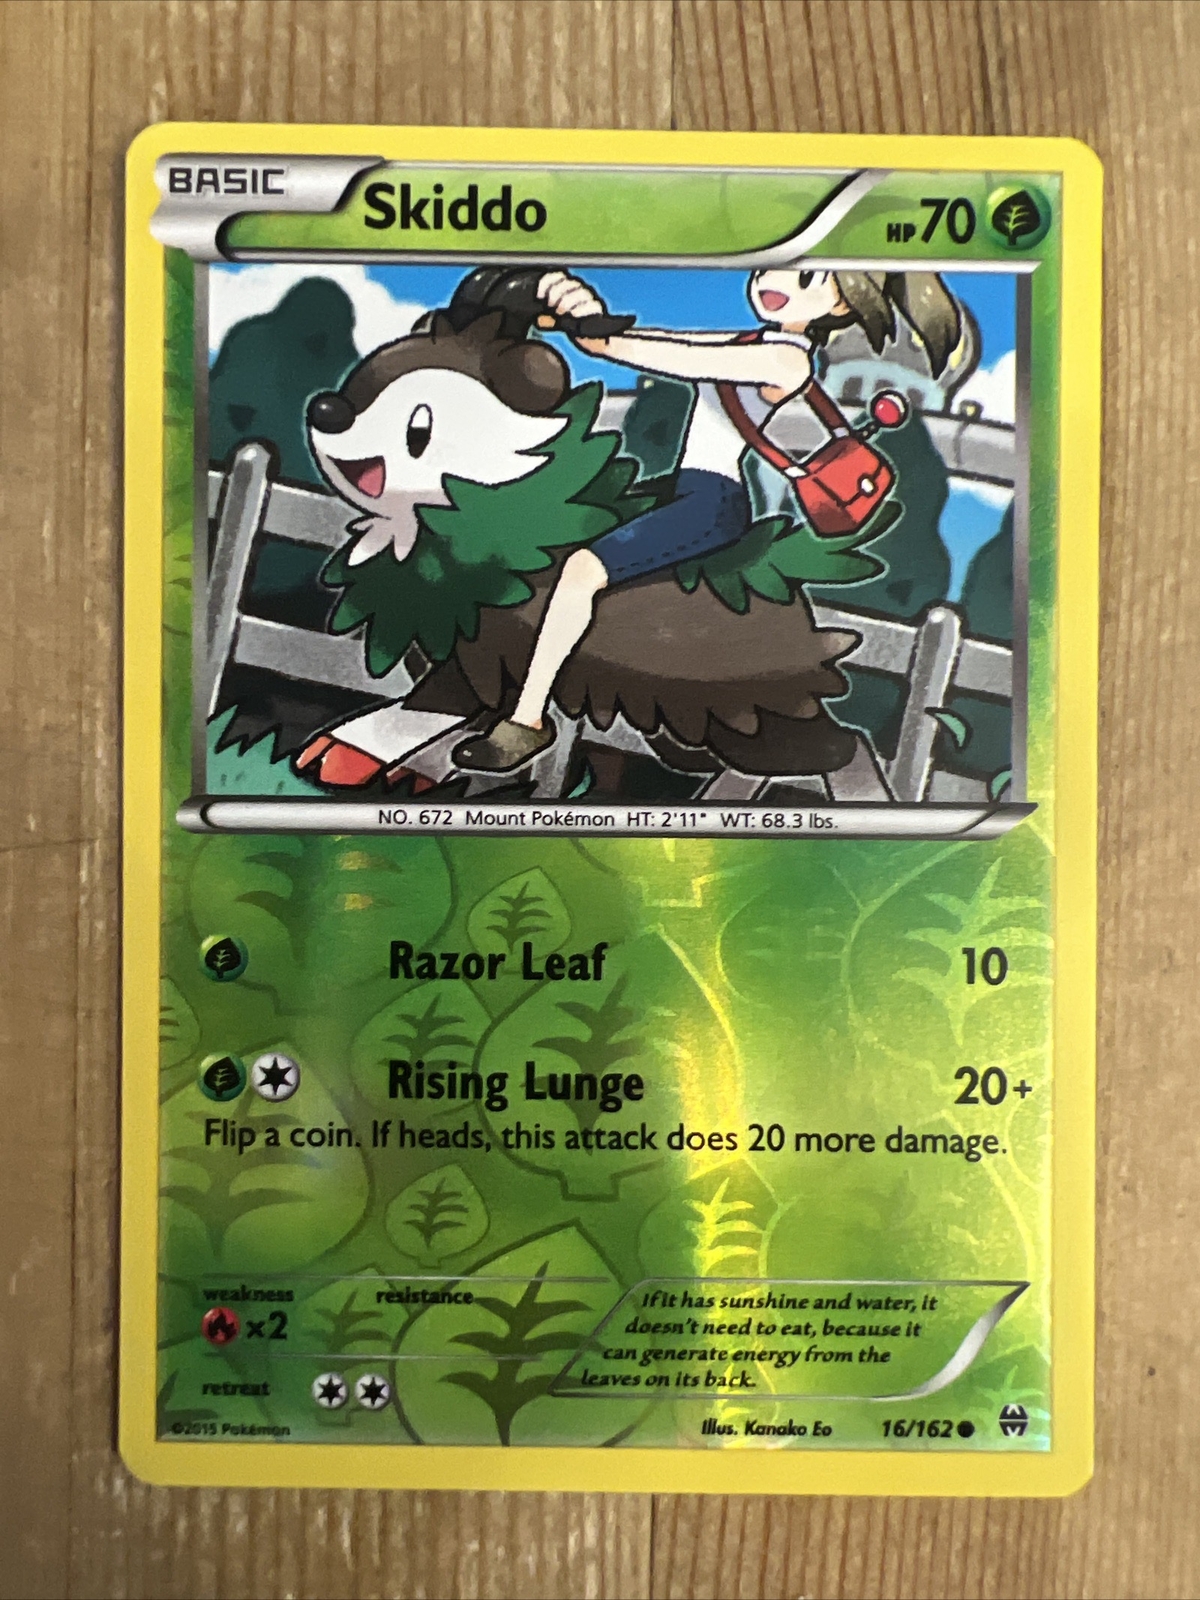 BASIC Skiddo HP70
NO. 672 Mount Pokémon HT: 2'11" WT: 68.3 lbs.
Razor Leaf 10
Rising Lunge 20+
Flip a coin. If heads, this attack does 20 more damage.
weakness resistance
x2
retreat
If it has sunshine and water, it
doesn't need to eat, because it
can generate energy from the
leaves on its back.
©2015 Pokémon
Illus. Kanako Eo 16/162